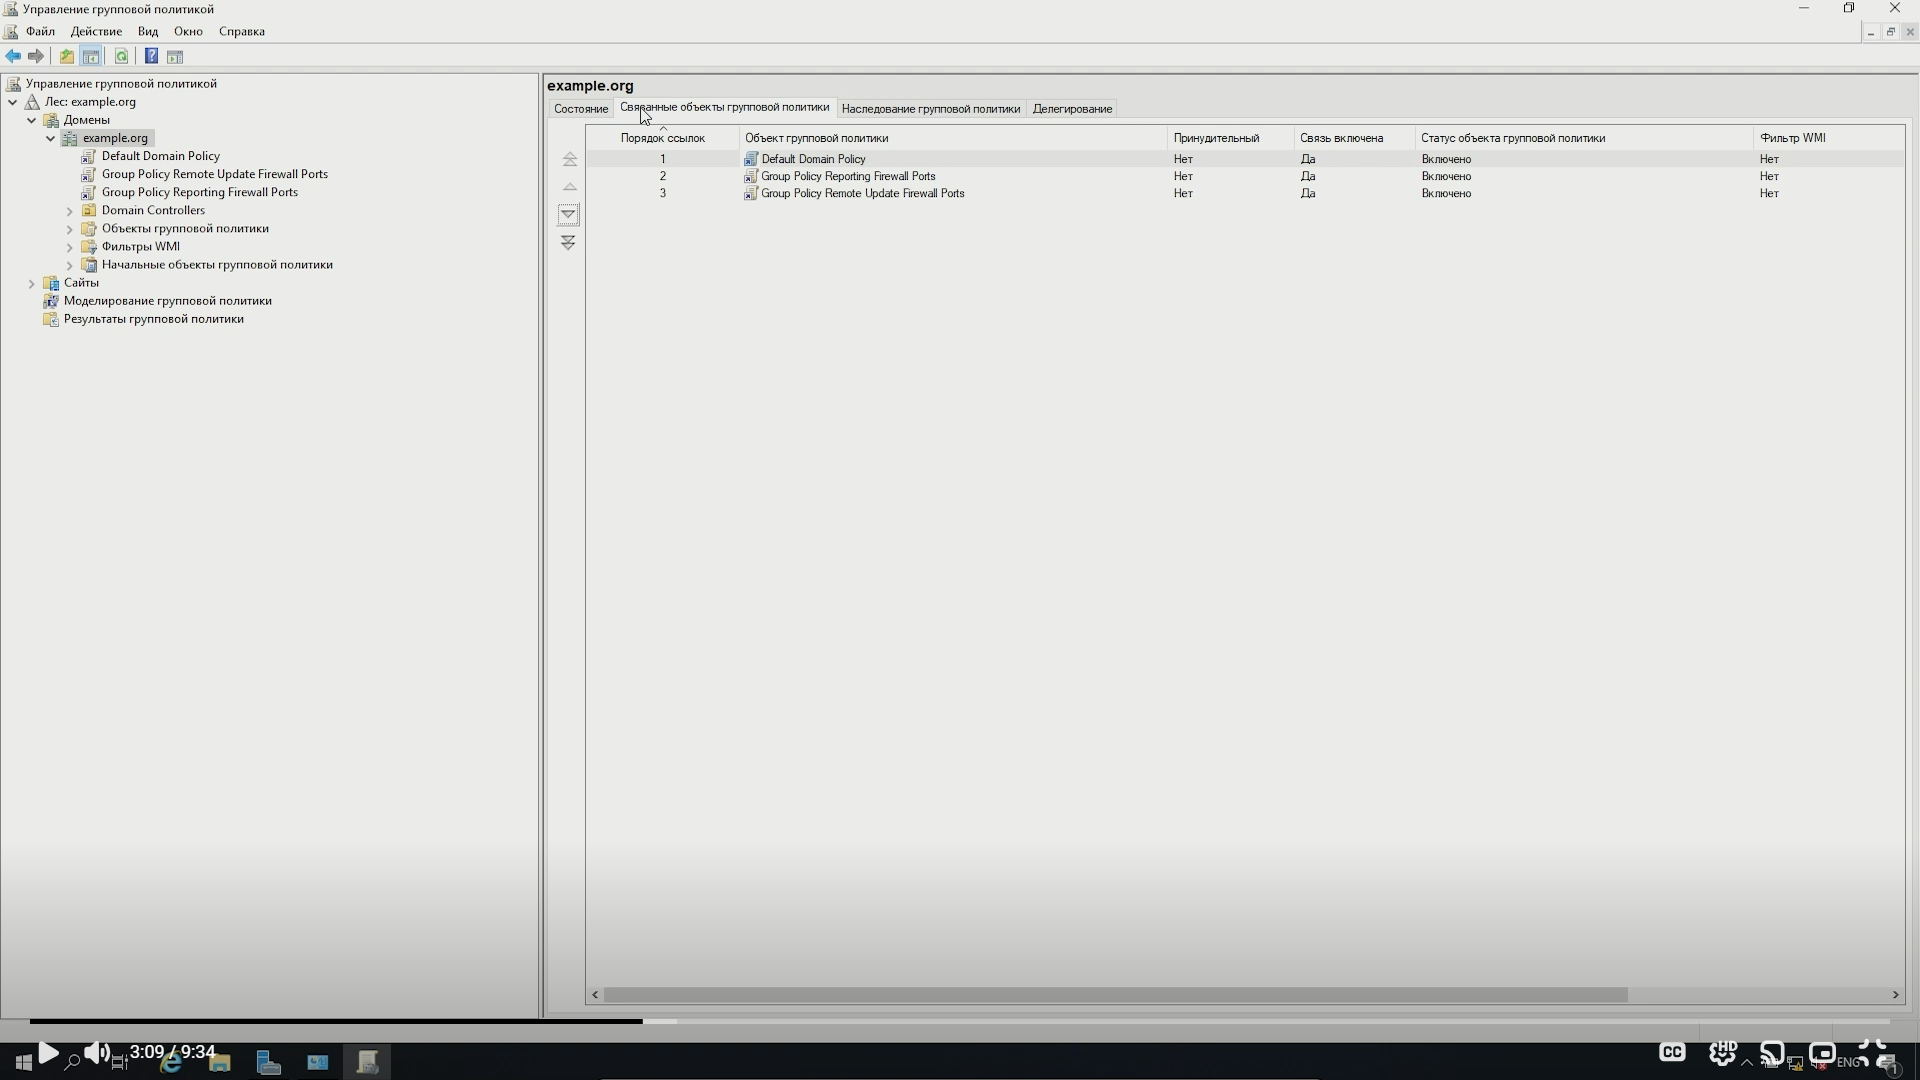 Управление групповой политикой
Файл Действие Вид Окно Справка
Управление групповой политикой
Лес: example.org
Домены
example.org
Default Domain Policy
Group Policy Remote Update Firewall Ports
Group Policy Reporting Firewall Ports
Domain Controllers
Объекты групповой политики
Фильтры WMI
Начальные объекты групповой политики
Сайты
Моделирование групповой политики
Результаты групповой политики
example.org
Состояние Связанные объекты групповой политики Наследование групповой политики Делегирование
Порядок ссылок Объект групповой политики Принудительный Связь включена Статус объекта групповой политики Фильтр WMI
1 Default Domain Policy Нет Да Включено Нет
2 Group Policy Reporting Firewall Ports Нет Да Включено Нет
3 Group Policy Remote Update Firewall Ports Нет Да Включено Нет
3:09 / 9:34
CC HD ENG 1